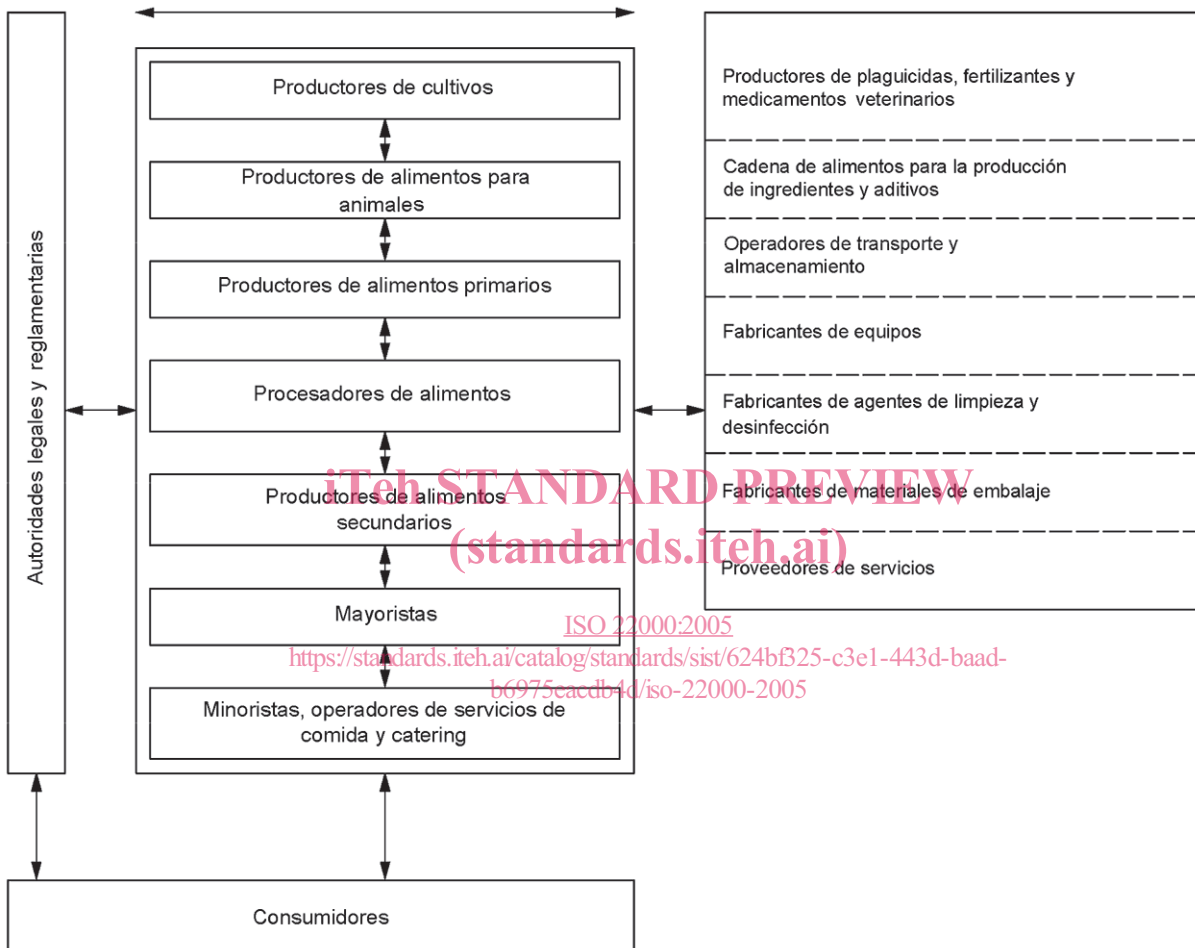 Autoridades legales y reglamentarias
Productores de cultivos
Productores de alimentos para
animales
Productores de alimentos primarios
Procesadores de alimentos
Productores de alimentos
secundarios
Mayoristas
Minoristas, operadores de servicios de
comida y catering
Productores de plaguicidas, fertilizantes y
medicamentos veterinarios
Cadena de alimentos para la producción
de ingredientes y aditivos
Operadores de transporte y
almacenamiento
Fabricantes de equipos
Fabricantes de agentes de limpieza y
desinfección
Fabricantes de materiales de embalaje
Proveedores de servicios
iTeh STANDARD PREVIEW
(standards.iteh.ai)
ISO 22000:2005
https://standards.iteh.ai/catalog/standards/sist/624bf325-c3e1-443d-baad-
b6975eacdb4d/iso-22000-2005
Consumidores